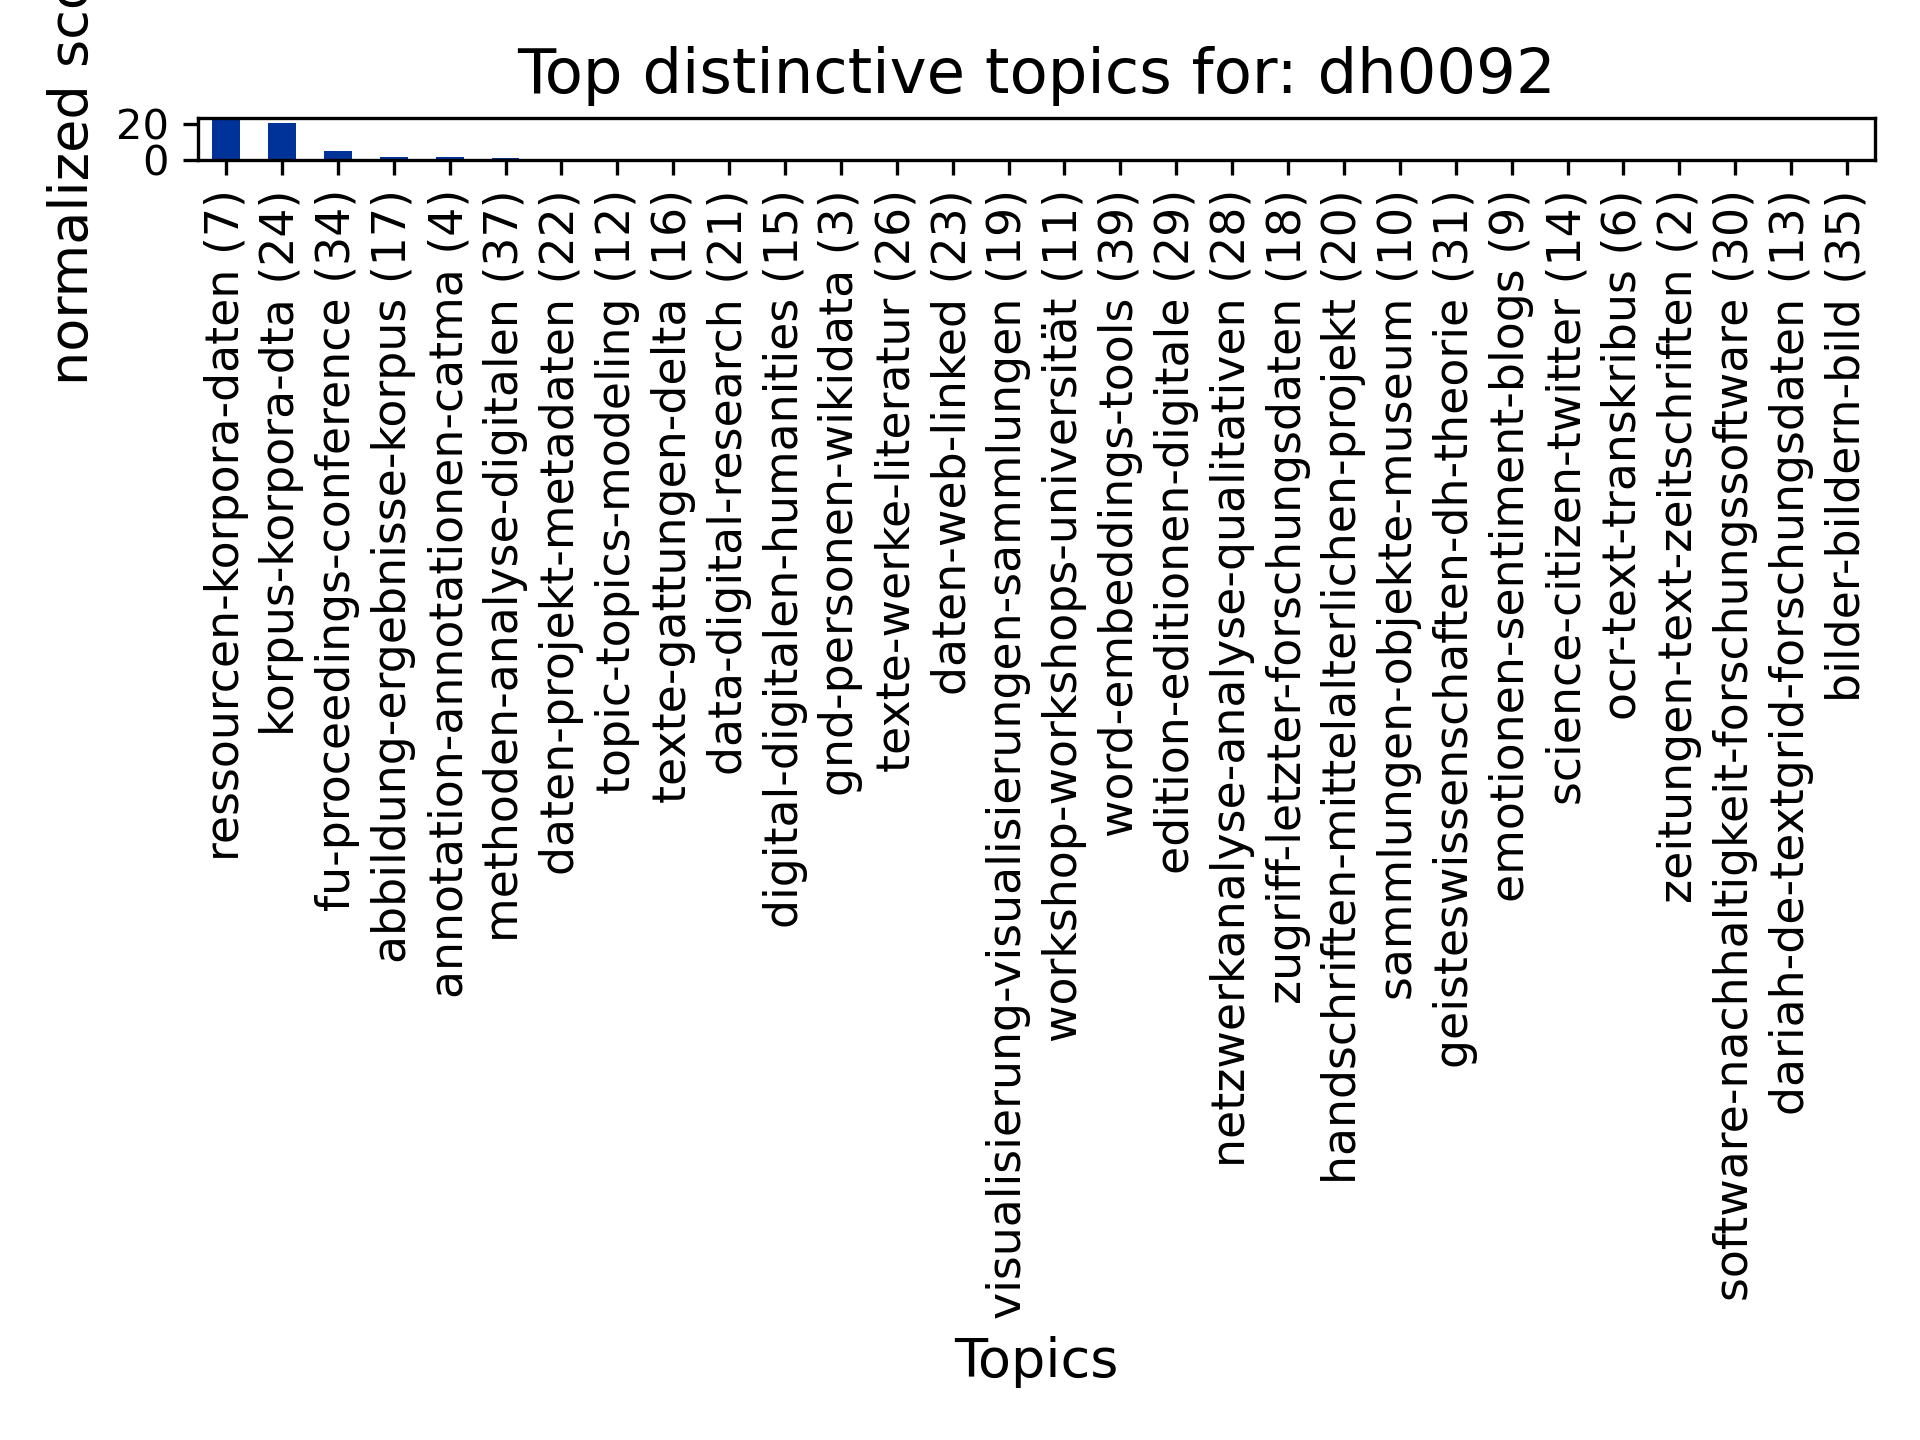 Top distinctive topics for: dh0092
normalized sco
20
0
ressourcen-korpora-daten (7)
korpus-korpora-dta (24)
fu-proceedings-conference (34)
abbildung-ergebnisse-korpus (17)
annotation-annotationen-catma (4)
methoden-analyse-digitalen (37)
daten-projekt-metadaten (22)
topic-topics-modeling (12)
texte-gattungen-delta (16)
data-digital-research (21)
digital-digitalen-humanities (15)
gnd-personen-wikidata (3)
texte-werke-literatur (26)
daten-web-linked (23)
visualisierung-visualisierungen-sammlungen (19)
workshop-workshops-universität (11)
word-embeddings-tools (39)
edition-editionen-digitale (29)
netzwerkanalyse-analyse-qualitativen (28)
zugriff-letzter-forschungsdaten (18)
handschriften-mittelalterlichen-projekt (20)
sammlungen-objekte-museum (10)
geisteswissenschaften-dh-theorie (31)
emotionen-sentiment-blogs (9)
science-citizen-twitter (14)
ocr-text-transkribus (6)
zeitungen-text-zeitschriften (2)
software-nachhaltigkeit-forschungssoftware (30)
dariah-de-textgrid-forschungsdaten (13)
bilder-bildern-bild (35)
Topics